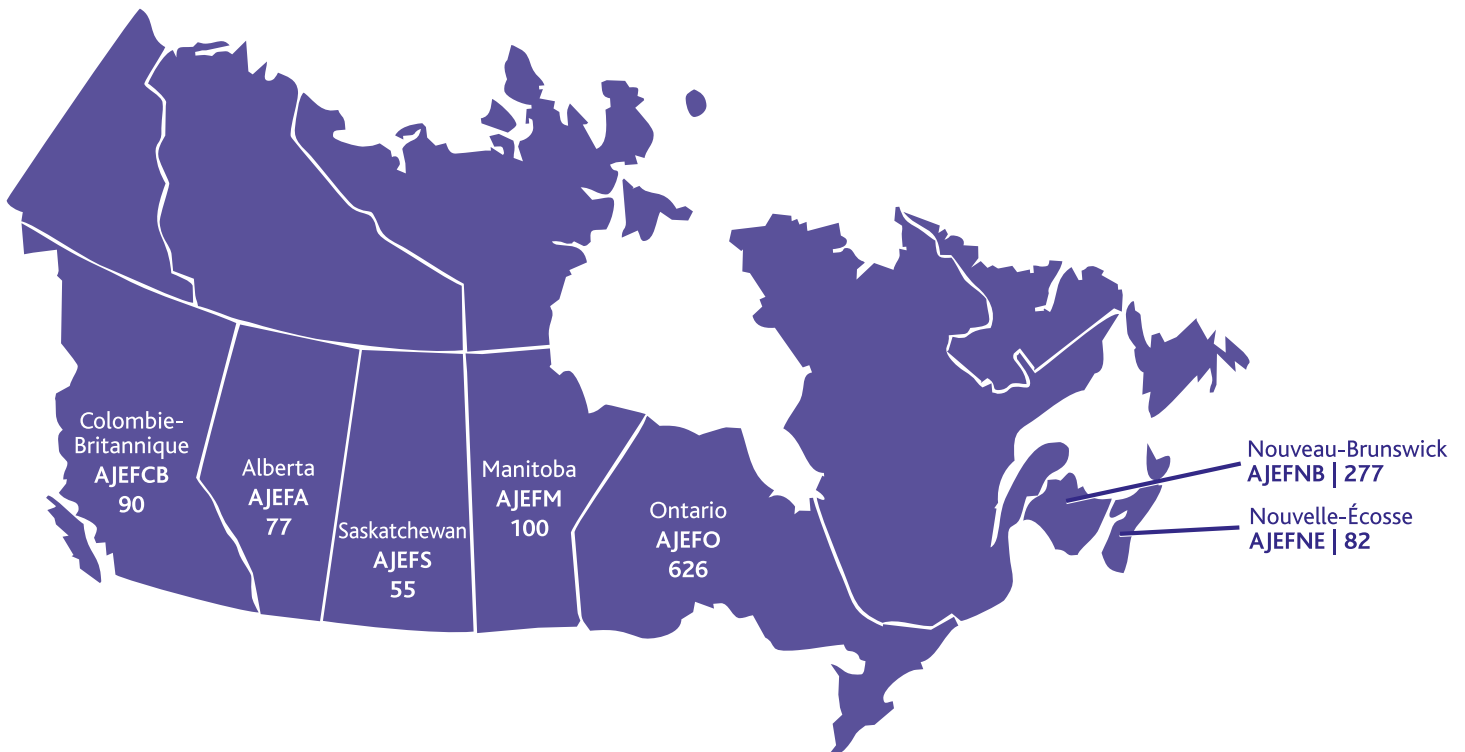 Colombie-
Britannique
AJEFCB
90
Alberta
AJEFA
77
Saskatchewan
AJEFS
55
Manitoba
AJEFM
100
Ontario
AJEFO
626
Nouveau-Brunswick
AJEFNB | 277
Nouvelle-Écosse
AJEFNE | 82